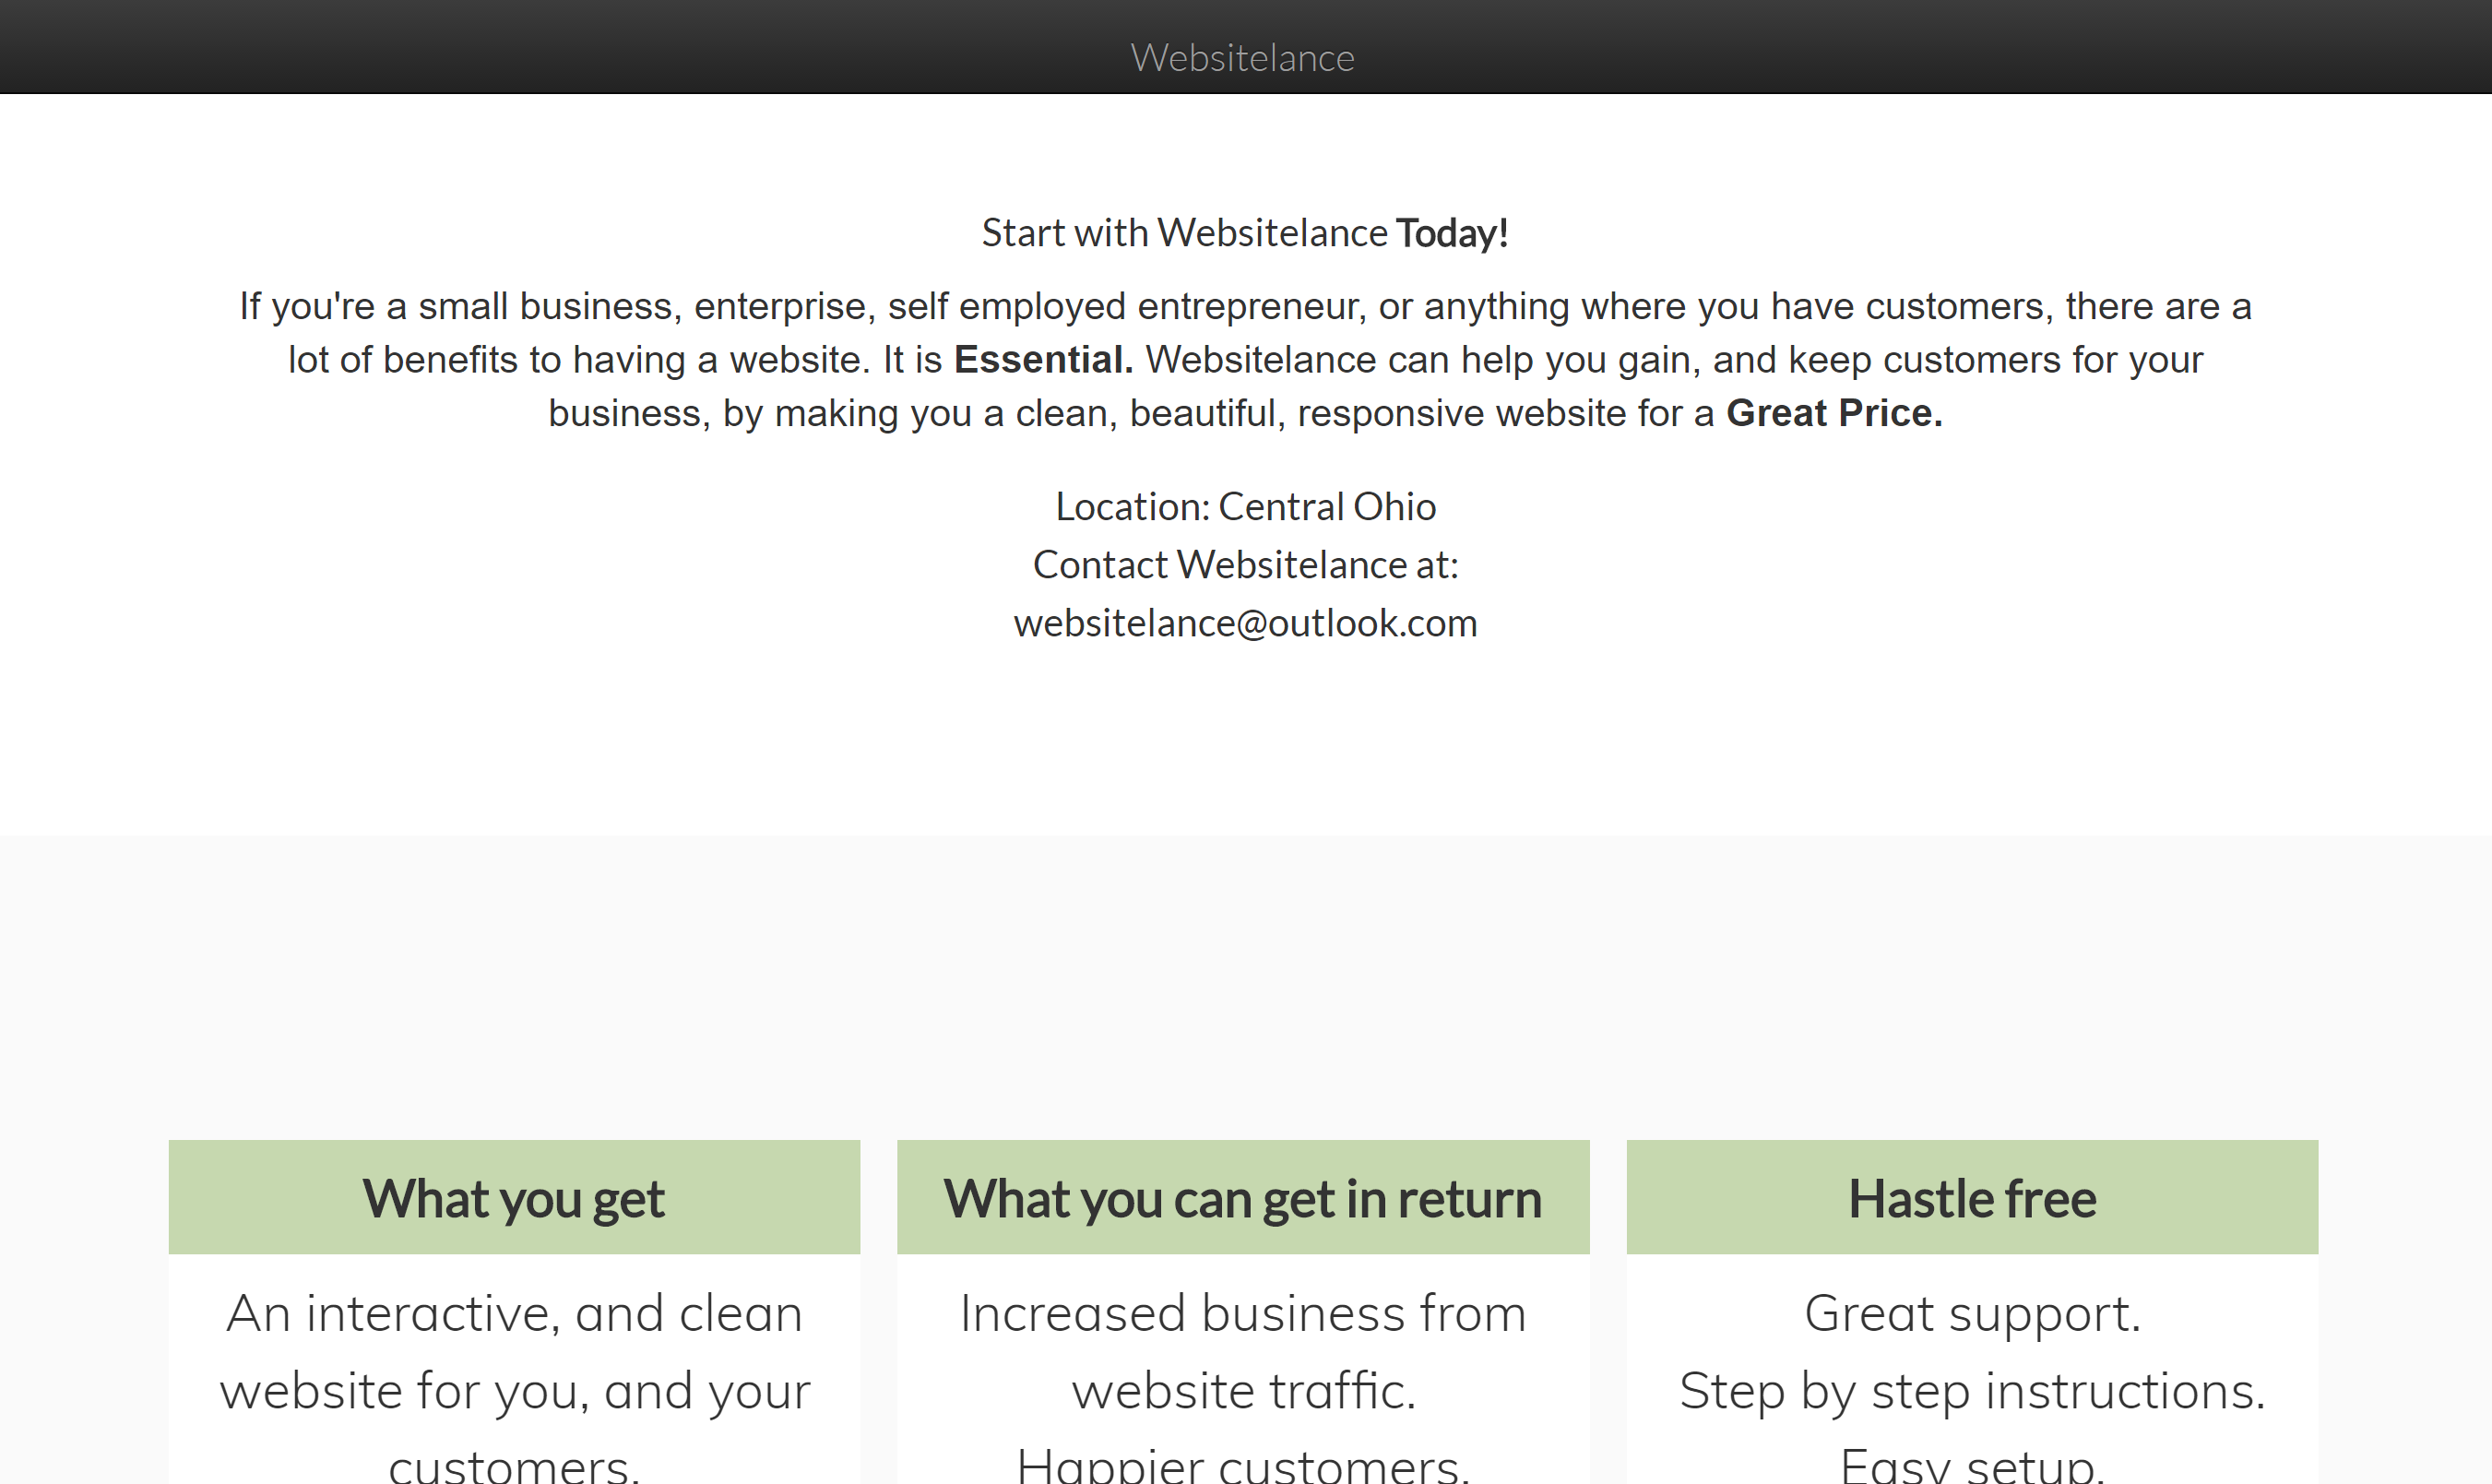 Websitelance
Start with Websitelance Today!
If you're a small business, enterprise, self employed entrepreneur, or anything where you have customers, there are a
lot of benefits to having a website. It is Essential. Websitelance can help you gain, and keep customers for your
business, by making you a clean, beautiful, responsive website for a Great Price.
Location: Central Ohio
Contact Websitelance at:
websitelance@outlook.com
What you get
An interactive, and clean
website for you, and your
customers.
What you can get in return
Increased business from
website traffic.
Happier customers.
Hastle free
Great support.
Step by step instructions.
Easy setup.